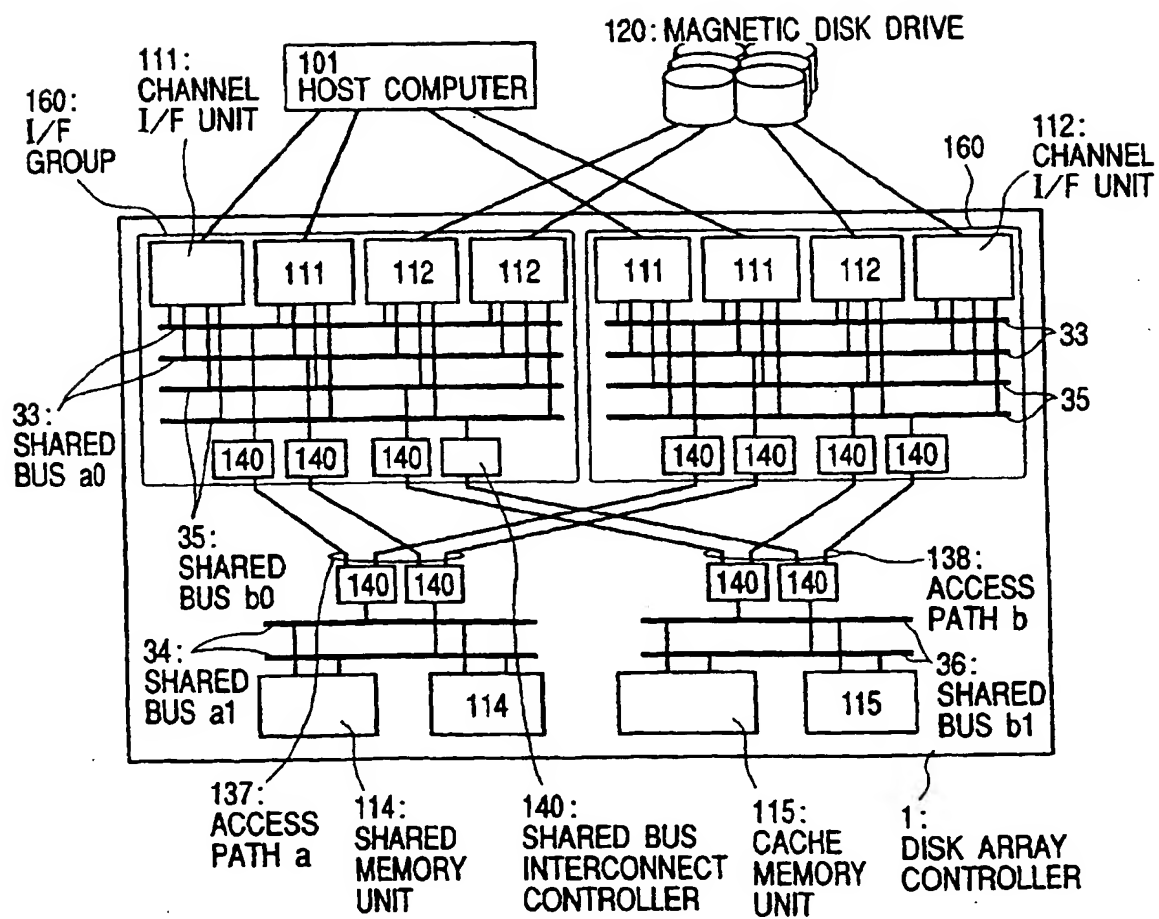 120: MAGNETIC DISK DRIVE
101
HOST COMPUTER
111:
CHANNEL
I/F UNIT
160:
I/F
GROUP
112:
CHANNEL
I/F UNIT
160
111
112
112
111
111
112
33
35
33:
SHARED
BUS a0
140
140
140
140
140
140
140
35:
SHARED
BUS b0
140
140
140
140
138:
ACCESS
PATH b
34:
SHARED
BUS a1
114
115
36:
SHARED
BUS b1
137:
ACCESS
PATH a
114:
SHARED
MEMORY
UNIT
140:
SHARED BUS
INTERCONNECT
CONTROLLER
115:
CACHE
MEMORY
UNIT
1:
DISK ARRAY
CONTROLLER